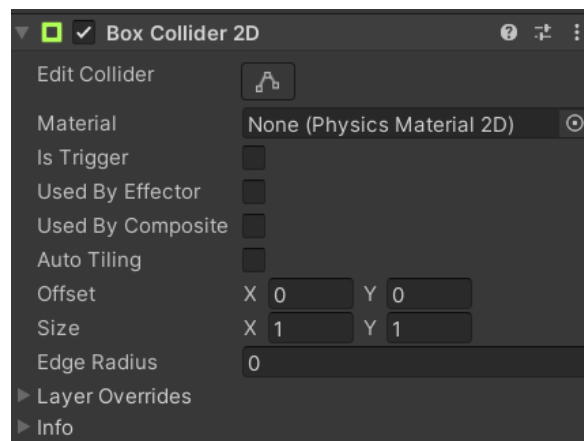 Box Collider 2D
Edit Collider
Material None (Physics Material 2D)
Is Trigger
Used By Effector
Used By Composite
Auto Tiling
Offset X 0 Y 0
Size X 1 Y 1
Edge Radius 0
Layer Overrides
Info